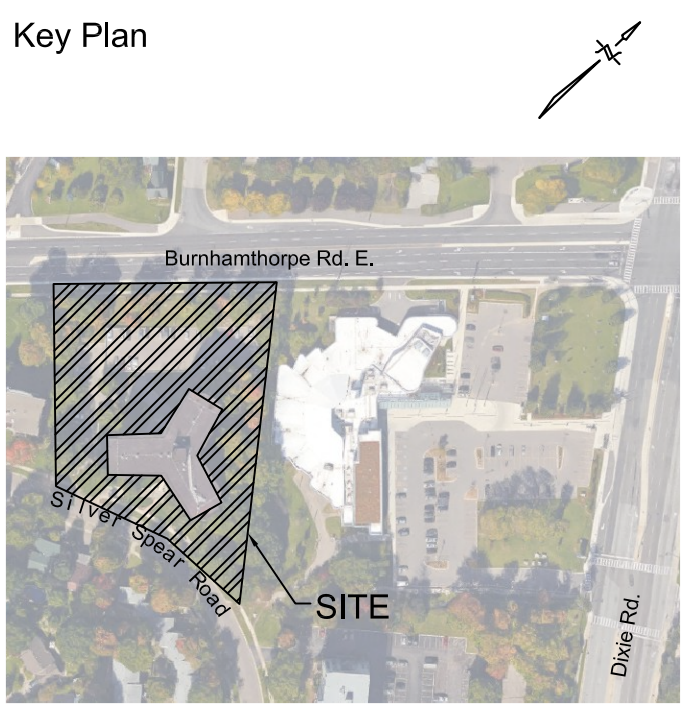 Key Plan
N
Burnhamthorpe Rd. E.
Silver Spear Road
SITE
Dixie Rd.